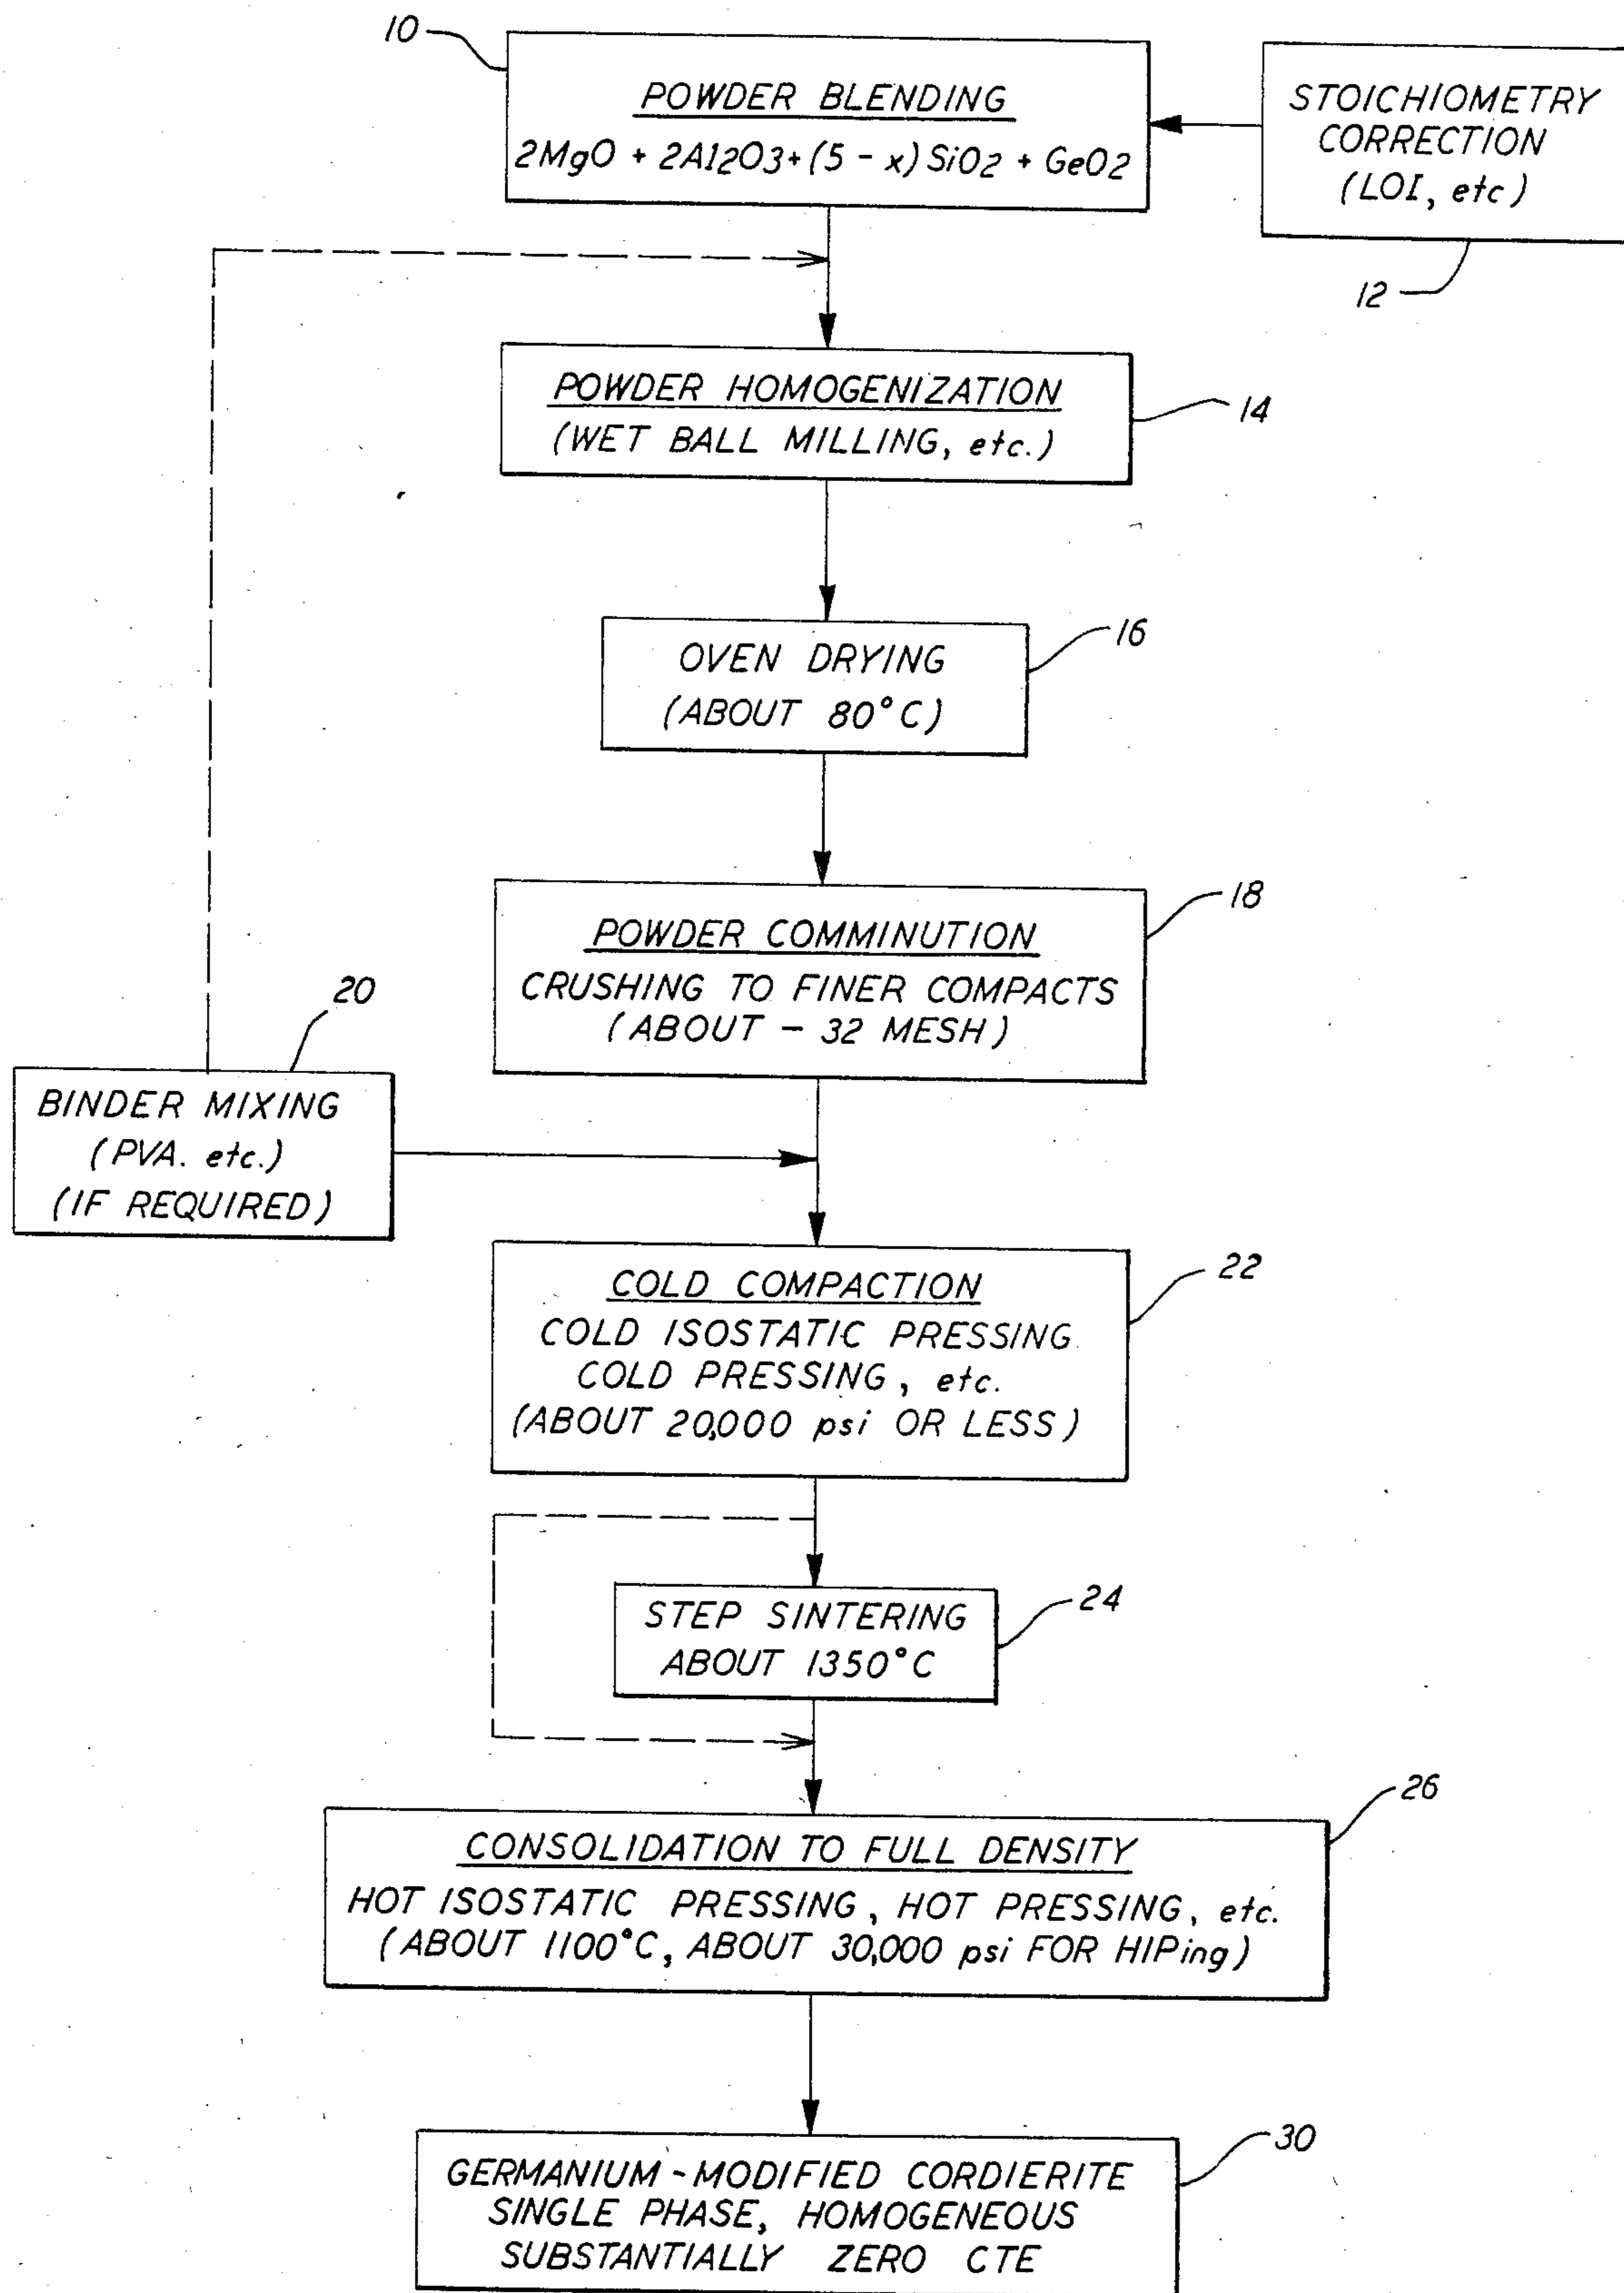 10
POWDER BLENDING
2MgO + 2Al2O3+(5 - x) SiO2 + GeO2
STOICHIOMETRY
CORRECTION
(LOI, etc)
12
POWDER HOMOGENIZATION
(WET BALL MILLING, etc.)
14
OVEN DRYING
(ABOUT 80°C)
16
POWDER COMMINUTION
CRUSHING TO FINER COMPACTS
(ABOUT - 32 MESH)
18
20
BINDER MIXING
(PVA. etc.)
(IF REQUIRED)
COLD COMPACTION
COLD ISOSTATIC PRESSING
COLD PRESSING, etc.
(ABOUT 20,000 psi OR LESS)
22
STEP SINTERING
ABOUT 1350°C
24
CONSOLIDATION TO FULL DENSITY
HOT ISOSTATIC PRESSING, HOT PRESSING, etc.
(ABOUT 1100°C, ABOUT 30,000 psi FOR HIPing)
26
GERMANIUM-MODIFIED CORDIERITE
SINGLE PHASE, HOMOGENEOUS
SUBSTANTIALLY ZERO CTE
30